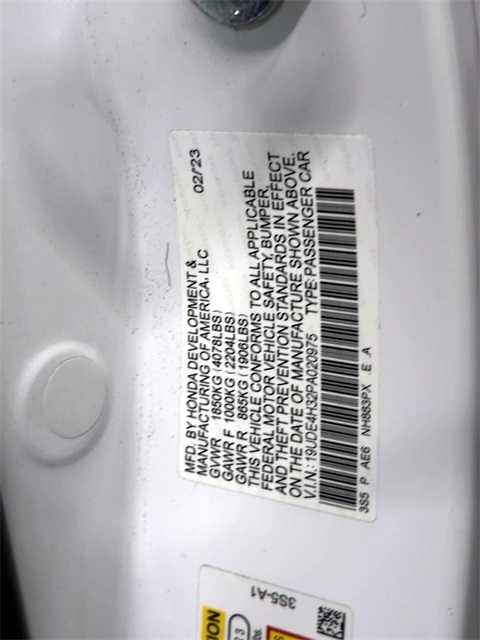 MFD. BY HONDA DEVELOPMENT &
MANUFACTURING OF AMERICA, LLC 02/'23
GVWR 1850KG (4078LBS)
GAWR F 1000KG (2204LBS)
GAWR R 865KG (1906LBS)
THIS VEHICLE CONFORMS TO ALL APPLICABLE
FEDERAL MOTOR VEHICLE SAFETY, BUMPER,
AND THEFT PREVENTION STANDARDS IN EFFECT
ON THE DATE OF MANUFACTURE SHOWN ABOVE.
V.I.N.: 19UDE4H32PA020975 TYPE:PASSENGER CAR
3S5 P AE6 NH883PX .E .A
3S5-A1